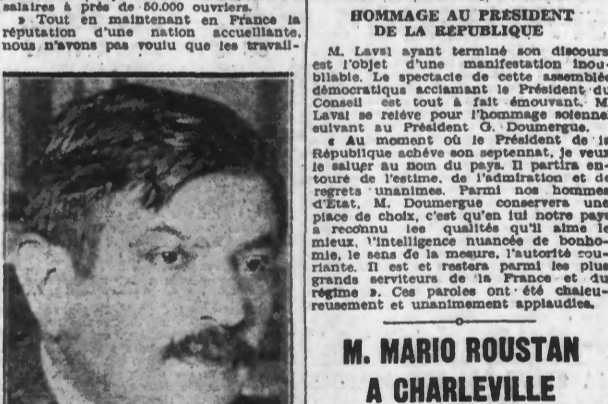 salaires à près de 50.000 ouvriers.
» Tout en maintenant en France la
réputation d'une nation accueillante,
nous n'avons pas voulu que les travail-
HOMMAGE AU PRÉSIDENT
DE LA RÉPUBLIQUE
M. Laval ayant terminé son discours
est l'objet d'une manifestation inou-
bliable. Le spectacle de cette assemblée
démocratique acclamant le Président du
Conseil est tout à fait émouvant. M.
Laval se relève pour l'hommage solennel
suivant au Président G. Doumergue.
« Au moment où le Président de la
République achève son septennat, je veux
le saluer au nom du pays. Il partira en-
touré de l'estime, de l'admiration et de
regrets unanimes. Parmi nos hommes
d'Etat, M. Doumergue conservera une
place de choix, c'est qu'en lui notre pays
a reconnu les qualités qu'il aime le
mieux, l'intelligence nuancée de bonho-
mie, le sens de la mesure, l'autorité sou-
riante. Il est et restera parmi les plus
grands serviteurs de la France et du
régime ». Ces paroles ont été chaleu-
reusement et unanimement applaudies.
M. MARIO ROUSTAN
A CHARLEVILLE